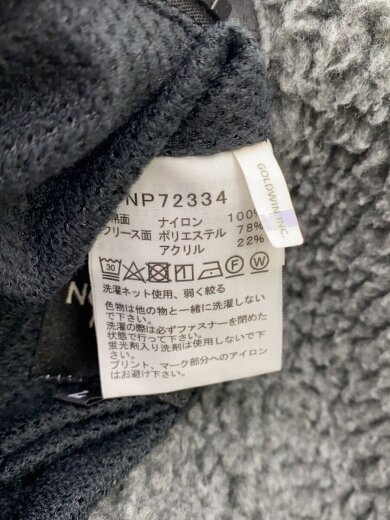 NP72334
綿面 ナイロン 100%
フリース面 ポリエステル 78%
アクリル 22%
GOLDWIN INC.
30 F W
洗濯ネット使用、弱く絞る
色物は他の物と一緒に洗濯しない
で下さい。
洗濯の際は必ずファスナーを閉めた
状態で行って下さい。
蛍光剤入り洗剤は使用しないで下
さい。
プリント、マーク部分へのアイロン
はお避け下さい。